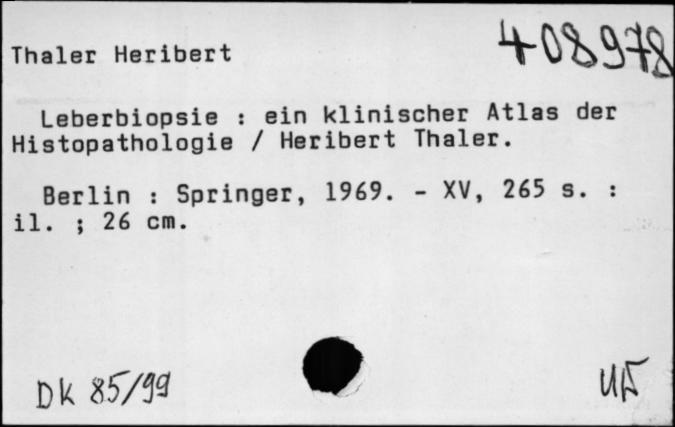 408978
Thaler Heribert
Leberbiopsie : ein klinischer Atlas der
Histopathologie / Heribert Thaler.
Berlin : Springer, 1969. - XV, 265 s. :
il. ; 26 cm.
DK 85/99